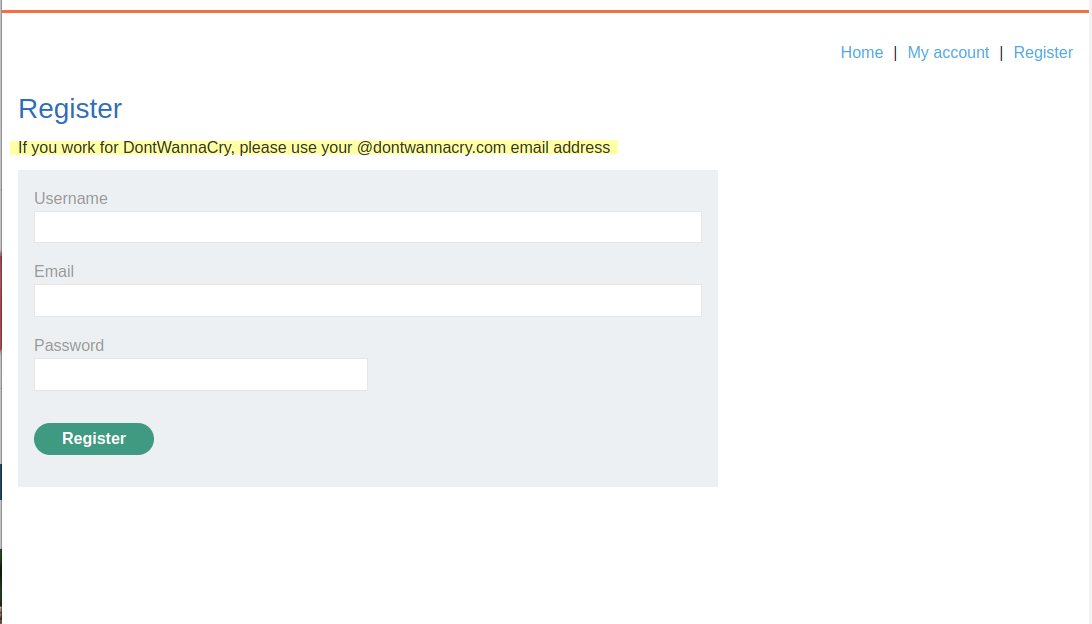 Home | My account | Register
Register
If you work for DontWannaCry, please use your @dontwannacry.com email address
Username
Email
Password
Register